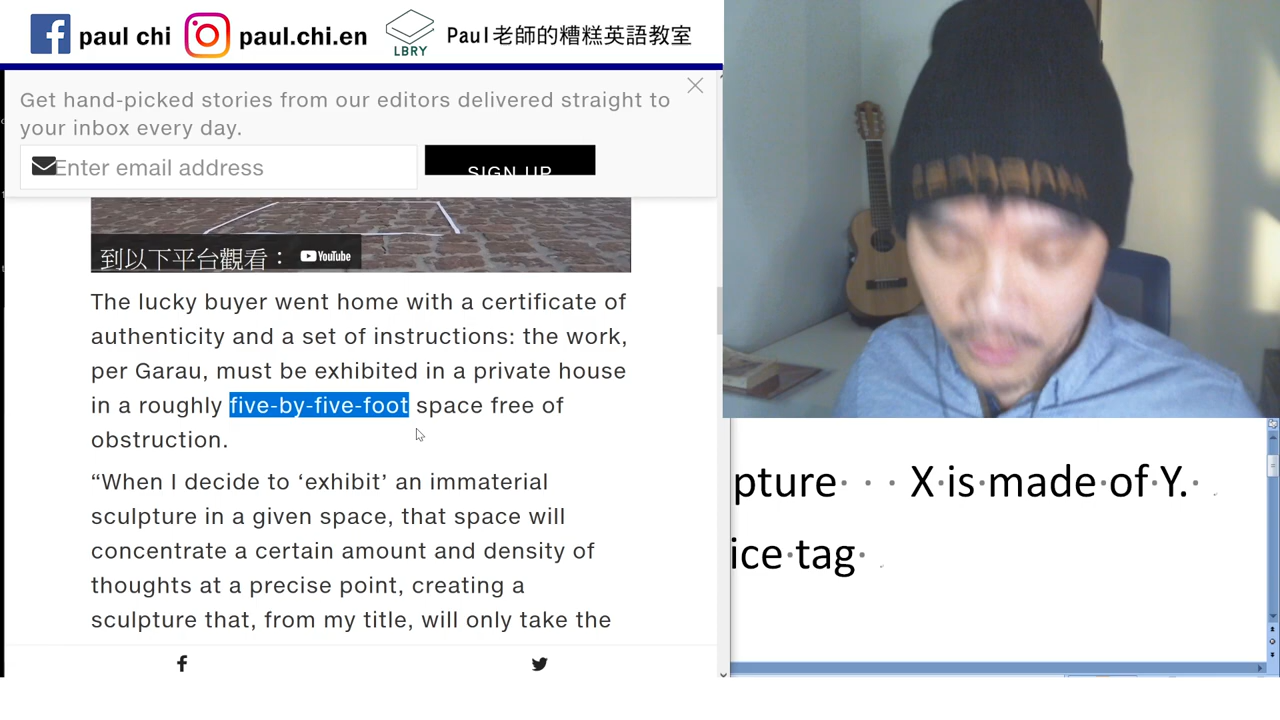 paul chi
paul.chi.en
LBRY
Paul老師的糟糕英語教室
Get hand-picked stories from our editors delivered straight to
your inbox every day.
Enter email address
SIGN UP
到以下平台觀看：
YouTube
The lucky buyer went home with a certificate of
authenticity and a set of instructions: the work,
per Garau, must be exhibited in a private house
in a roughly five-by-five-foot space free of
obstruction.
“When I decide to ‘exhibit’ an immaterial
sculpture in a given space, that space will
concentrate a certain amount and density of
thoughts at a precise point, creating a
sculpture that, from my title, will only take the
pture X is made of Y.
ice tag